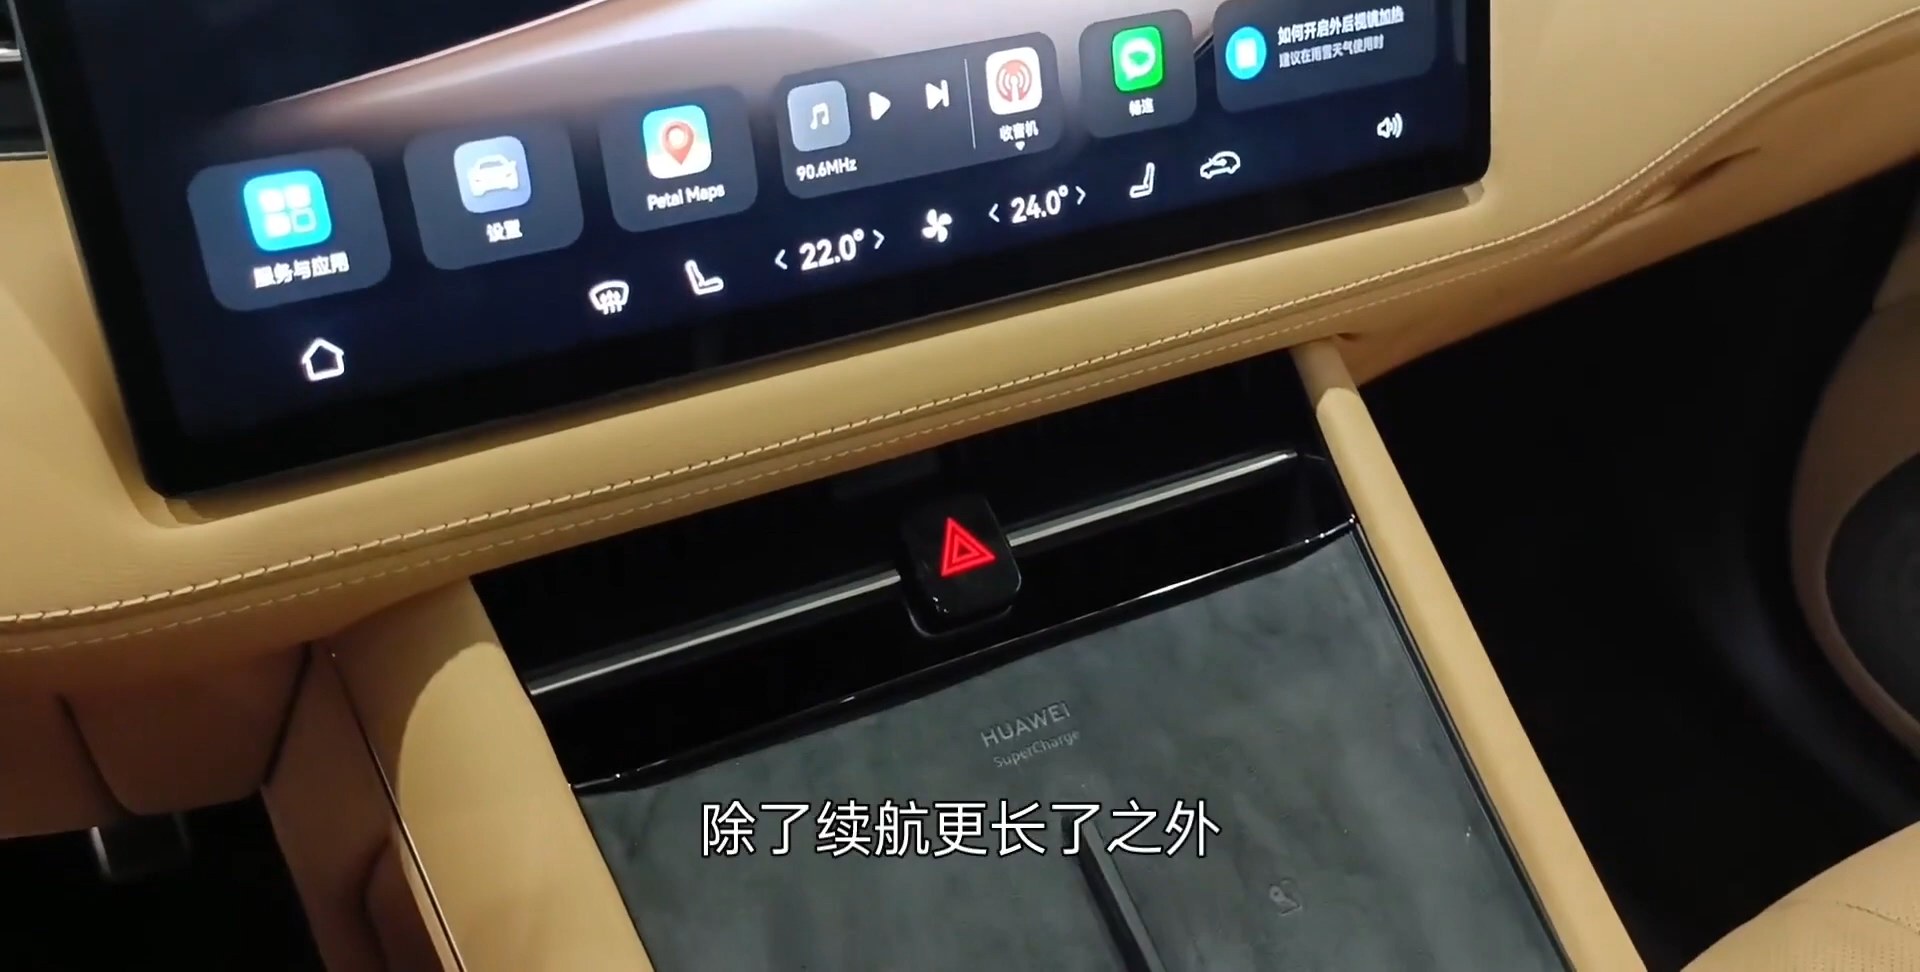 如何开启外后视镜加热
建议在雨雪天气使用时
畅连
收音机
90.6MHz
Petal Maps
设置
服务与应用
22.0°
24.0°
HUAWEI
SuperCharge
除了续航更长了之外